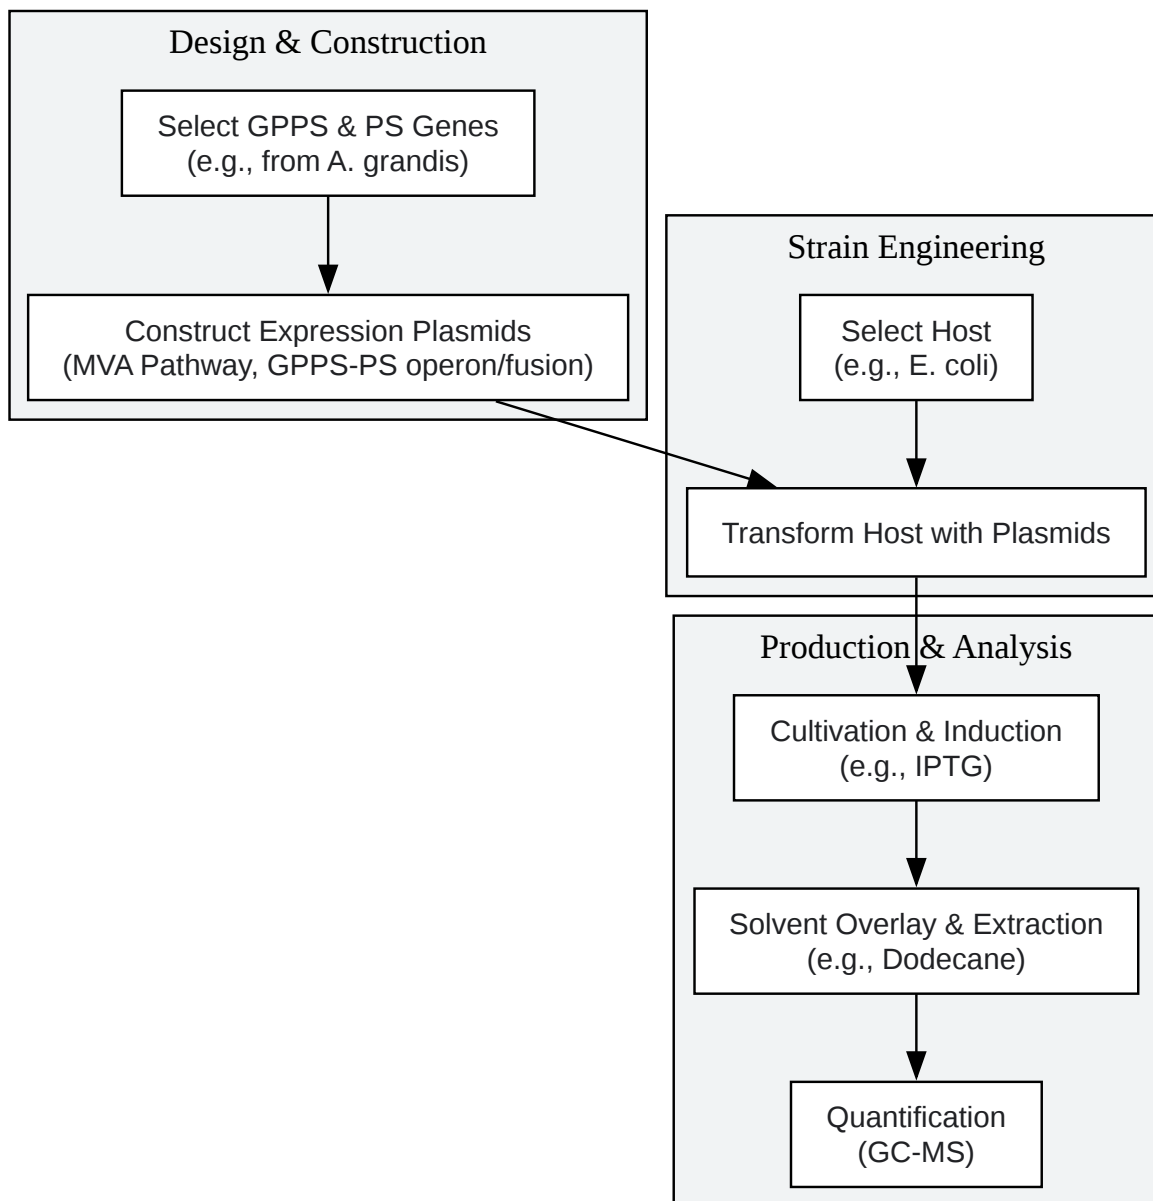 Design & Construction
Select GPPS & PS Genes
(e.g., from A. grandis)
Construct Expression Plasmids
(MVA Pathway, GPPS-PS operon/fusion)
Strain Engineering
Select Host
(e.g., E. coli)
Transform Host with Plasmids
Production & Analysis
Cultivation & Induction
(e.g., IPTG)
Solvent Overlay & Extraction
(e.g., Dodecane)
Quantification
(GC-MS)